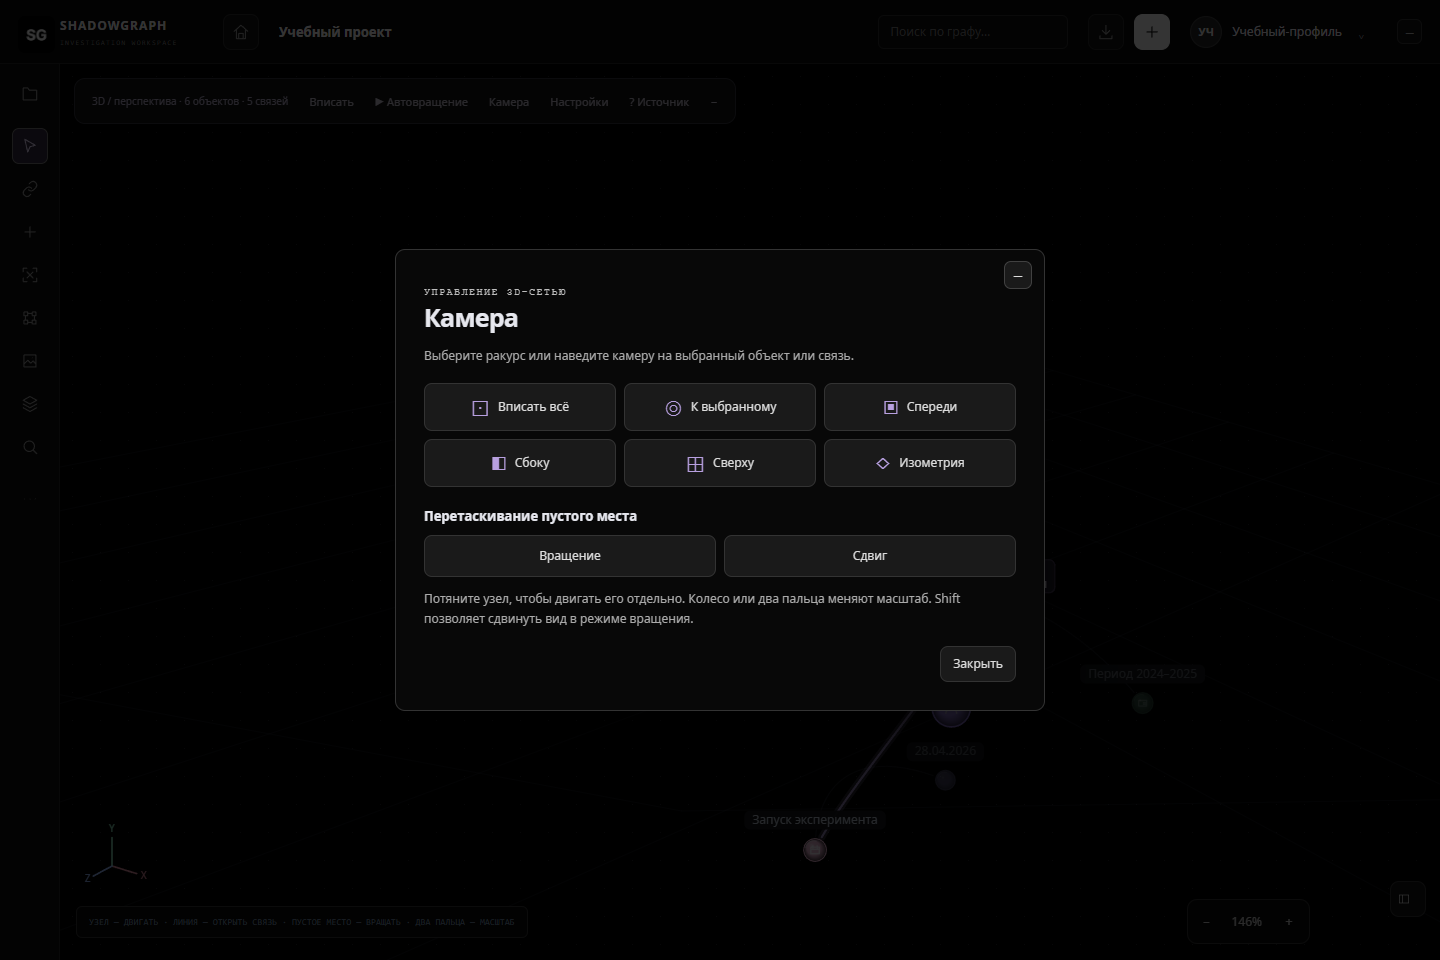 SG
SHADOWGRAPH
INVESTIGATION WORKSPACE
Учебный проект
Поиск по графу...
УЧ
Учебный-профиль
3D / перспектива · 6 объектов · 5 связей
Вписать
▶ Автовращение
Камера
Настройки
? Источник
УПРАВЛЕНИЕ 3D-СЕТЬЮ
Камера
Выберите ракурс или наведите камеру на выбранный объект или связь.
Вписать всё
К выбранному
Спереди
Сбоку
Сверху
Изометрия
Перетаскивание пустого места
Вращение
Сдвиг
Потяните узел, чтобы двигать его отдельно. Колесо или два пальца меняют масштаб. Shift
позволяет сдвинуть вид в режиме вращения.
Закрыть
Период 2024–2025
28.04.2026
Запуск эксперимента
Y
Z
X
УЗЕЛ — ДВИГАТЬ · ЛИНИЯ — ОТКРЫТЬ СВЯЗЬ · ПУСТОЕ МЕСТО — ВРАЩАТЬ · ДВА ПАЛЬЦА — МАСШТАБ
− 146% +